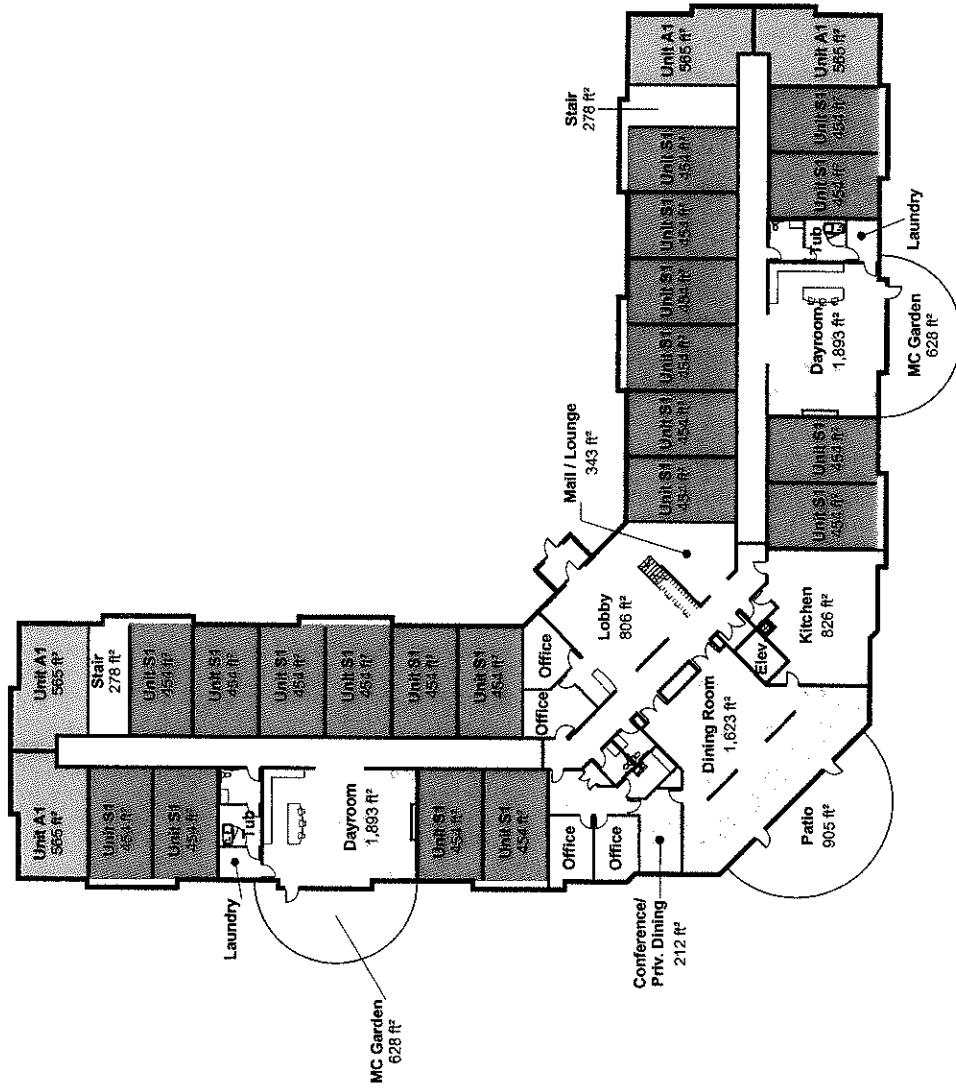 Unit A1
565 ft²
Unit A1
565 ft²
Stair
278 ft²
Unit S1
454 ft²
Unit S1
454 ft²
Unit S1
454 ft²
Unit S1
454 ft²
Unit S1
454 ft²
Unit S1
454 ft²
Unit S1
454 ft²
Unit S1
454 ft²
Tub
Laundry
Dayroom
1,893 ft²
MC Garden
628 ft²
Unit S1
454 ft²
Unit S1
454 ft²
Office
Office
Office
Office
Conference/
Priv. Dining
212 ft²
Lobby
806 ft²
Mail / Lounge
343 ft²
Dining Room
1,623 ft²
Patio
905 ft²
Elev
Kitchen
826 ft²
Unit S1
454 ft²
Unit S1
454 ft²
Unit S1
454 ft²
Unit S1
454 ft²
Unit S1
454 ft²
Unit S1
454 ft²
Stair
278 ft²
Unit A1
565 ft²
Unit S1
454 ft²
Unit S1
454 ft²
Dayroom
1,893 ft²
MC Garden
628 ft²
Tub
Laundry
Unit S1
454 ft²
Unit S1
454 ft²
Unit A1
565 ft²